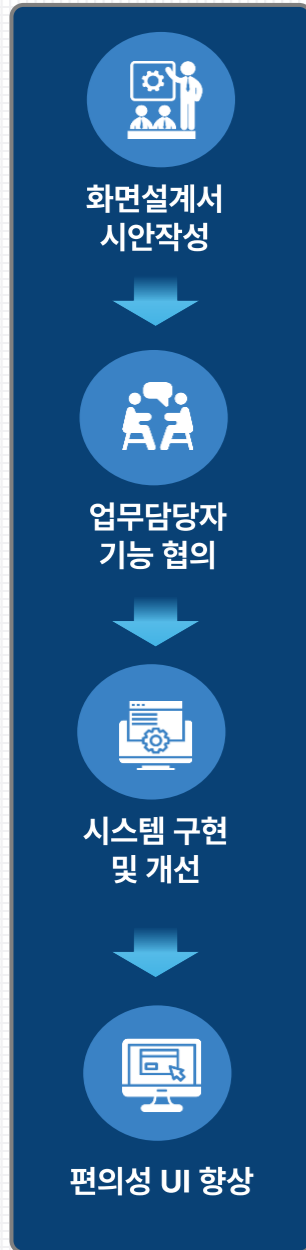 화면설계서
시안작성
업무담당자
기능 협의
시스템 구현
및 개선
편의성 UI 향상